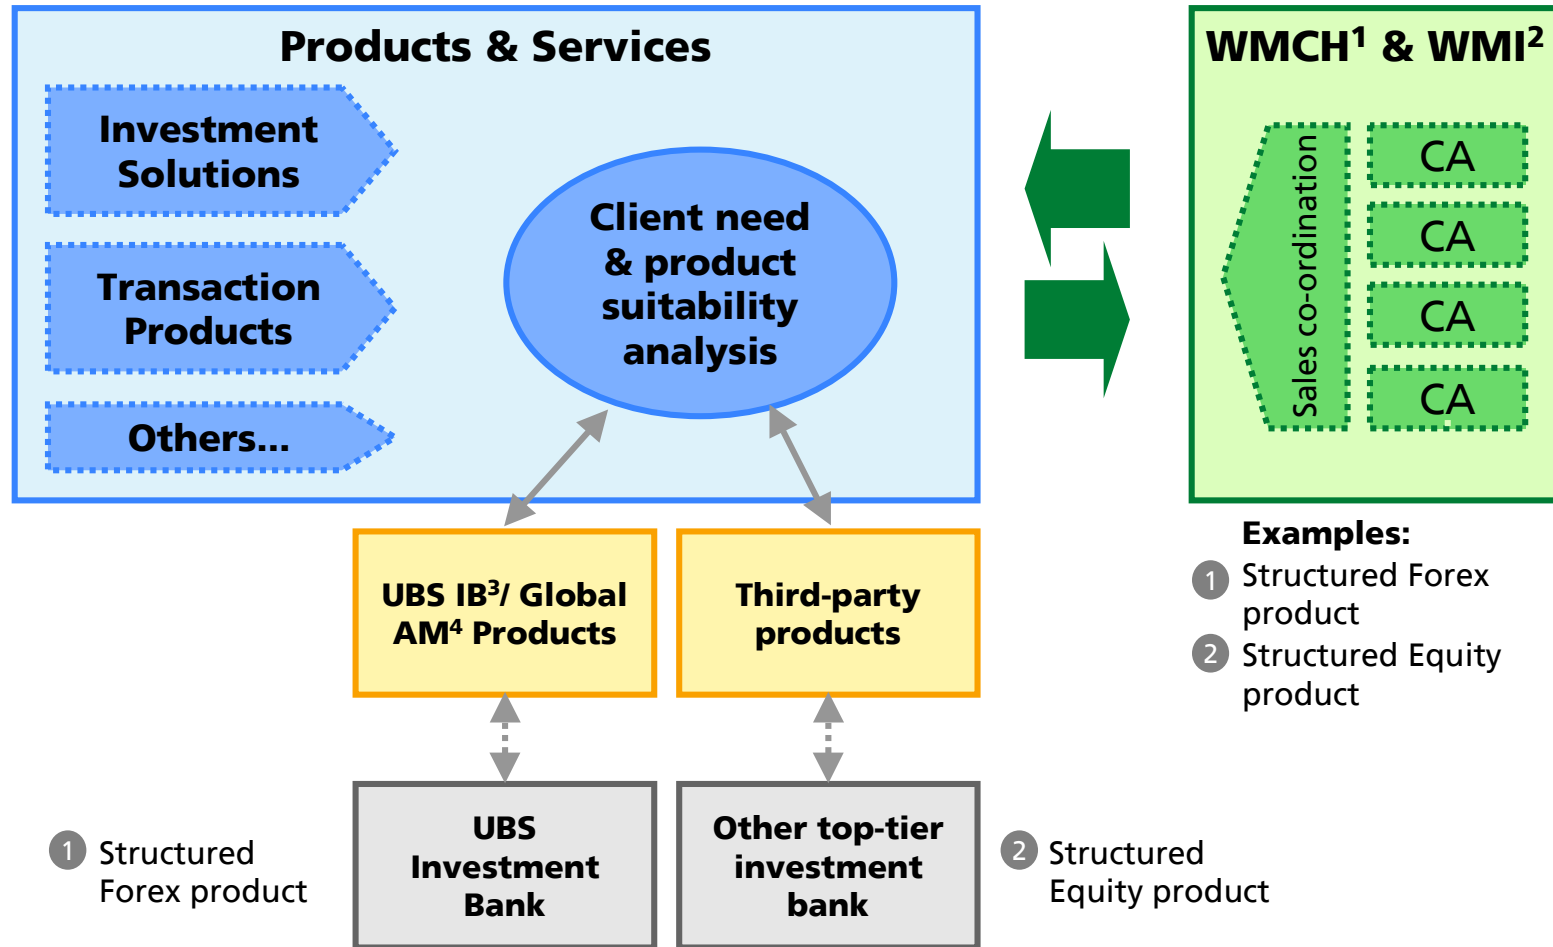 Products & Services
Investment
Solutions
Transaction
Products
Others...
Client need
& product
suitability
analysis
WMCH¹ & WMI²
Sales co-ordination
CA
CA
CA
CA
Examples:
1 Structured Forex
product
2 Structured Equity
product
UBS IB³/ Global
AM⁴ Products
Third-party
products
1 Structured
Forex product
UBS
Investment
Bank
Other top-tier
investment
bank
2 Structured
Equity product